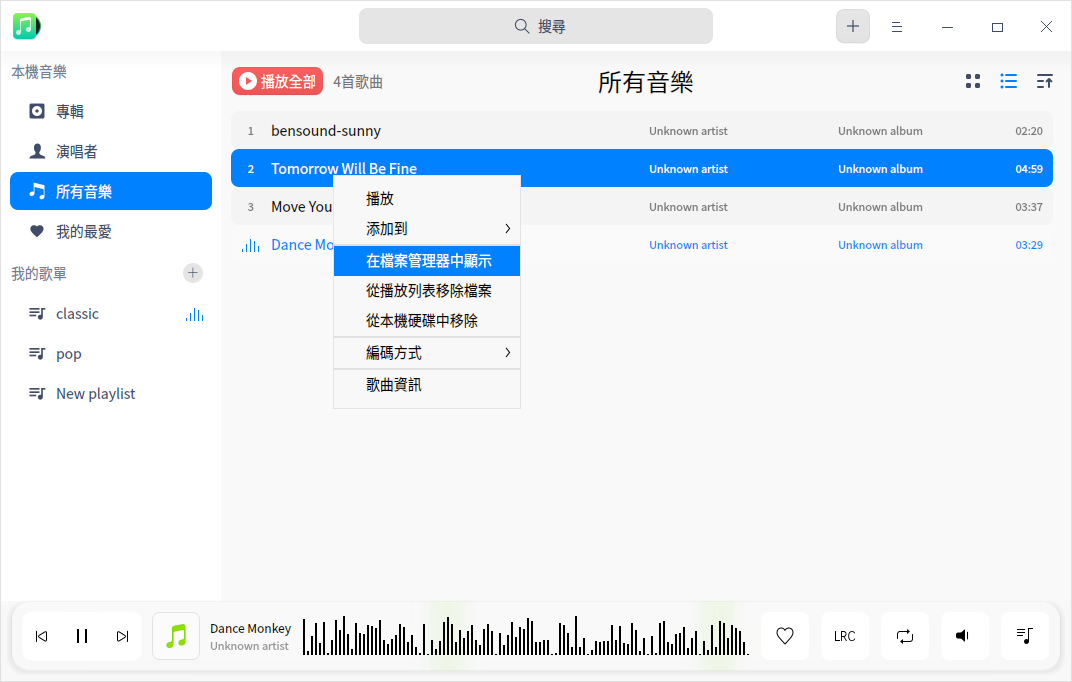 搜尋
本機音樂
專輯
演唱者
所有音樂
我的最愛
我的歌單
classic
pop
New playlist
播放全部 4首歌曲 所有音樂
1 bensound-sunny Unknown artist Unknown album 02:20
2 Tomorrow Will Be Fine Unknown artist Unknown album 04:59
3 Move You Unknown artist Unknown album 03:37
Dance Mo Unknown artist Unknown album 03:29
播放
添加到
在檔案管理器中顯示
從播放列表移除檔案
從本機硬碟中移除
編碼方式
歌曲資訊
Dance Monkey
Unknown artist
LRC